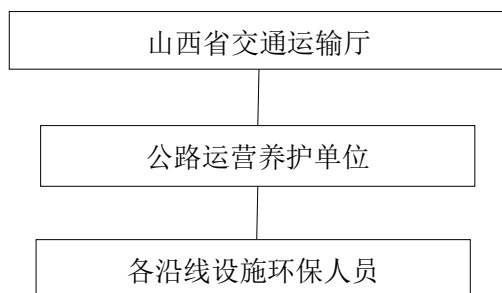 山西省交通运输厅
公路运营养护单位
各沿线设施环保人员